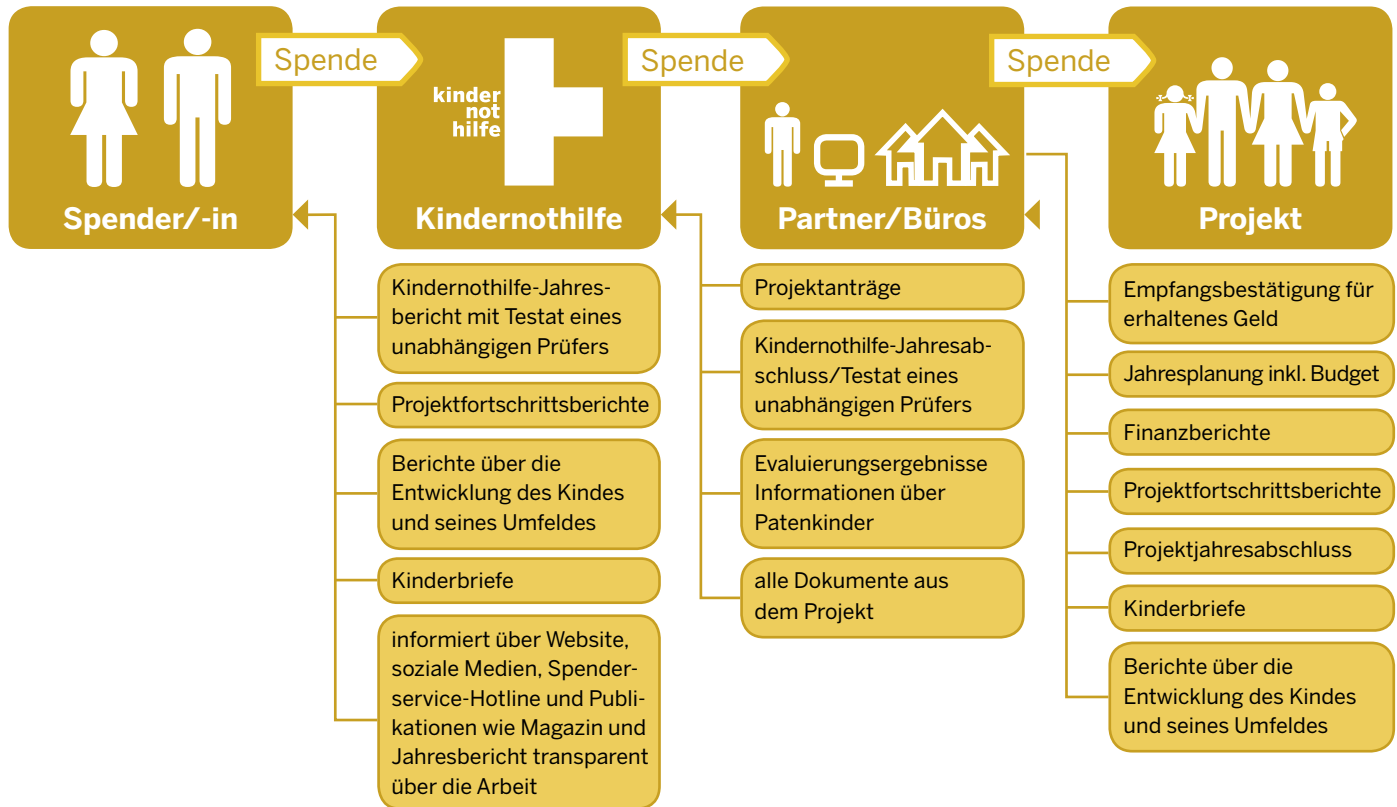 Spende
Spende
Spende
kinder
not
hilfe
Spender/-in
Kindernothilfe
Partner/Büros
Projekt
Kindernothilfe-Jahres-
bericht mit Testat eines
unabhängigen Prüfers
Projektfortschrittsberichte
Berichte über die
Entwicklung des Kindes
und seines Umfeldes
Kinderbriefe
informiert über Website,
soziale Medien, Spender-
service-Hotline und Publi-
kationen wie Magazin und
Jahresbericht transparent
über die Arbeit
Projektanträge
Kindernothilfe-Jahresab-
schluss/Testat eines
unabhängigen Prüfers
Evaluierungsergebnisse
Informationen über
Patenkinder
alle Dokumente aus
dem Projekt
Empfangsbestätigung für
erhaltenes Geld
Jahresplanung inkl. Budget
Finanzberichte
Projektfortschrittsberichte
Projektjahresabschluss
Kinderbriefe
Berichte über die
Entwicklung des Kindes
und seines Umfeldes